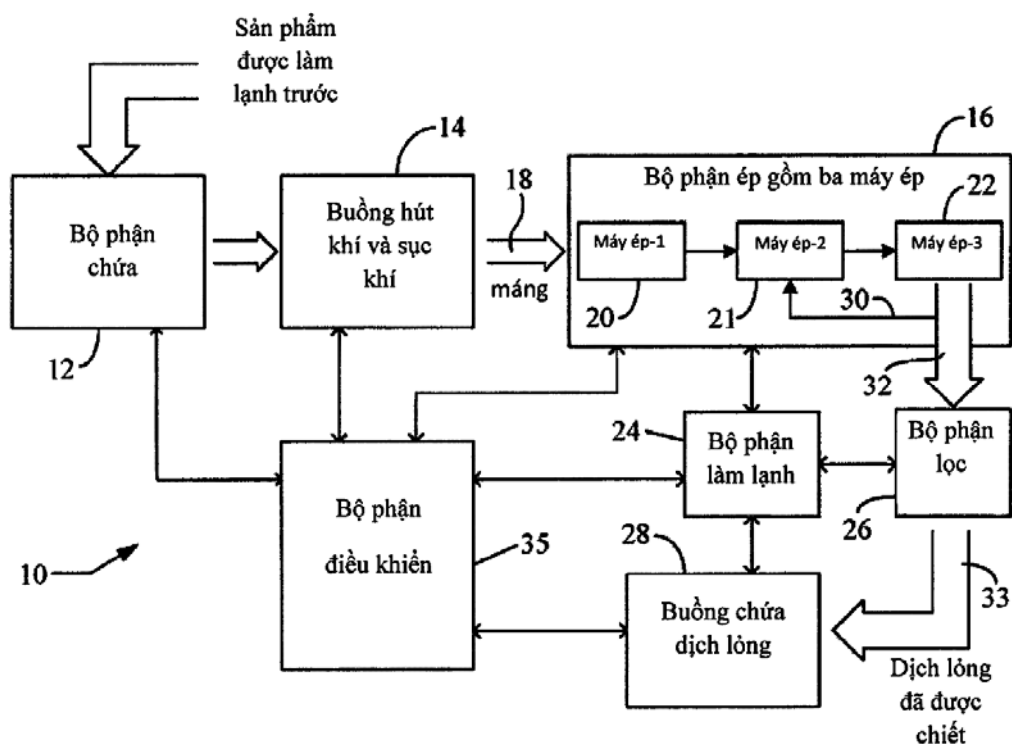 Sản phẩm
được làm
lạnh trước
14
16
Bộ phận
chứa
12
Buồng hút
khí và sục
khí
18
máng
Bộ phận ép gồm ba máy ép
22
Máy ép-1
Máy ép-2
Máy ép-3
20
21
30
32
24
Bộ phận
làm lạnh
Bộ phận
lọc
26
Bộ phận
điều khiển
35
10
28
Buồng chứa
dịch lỏng
33
Dịch lỏng
đã được
chiết